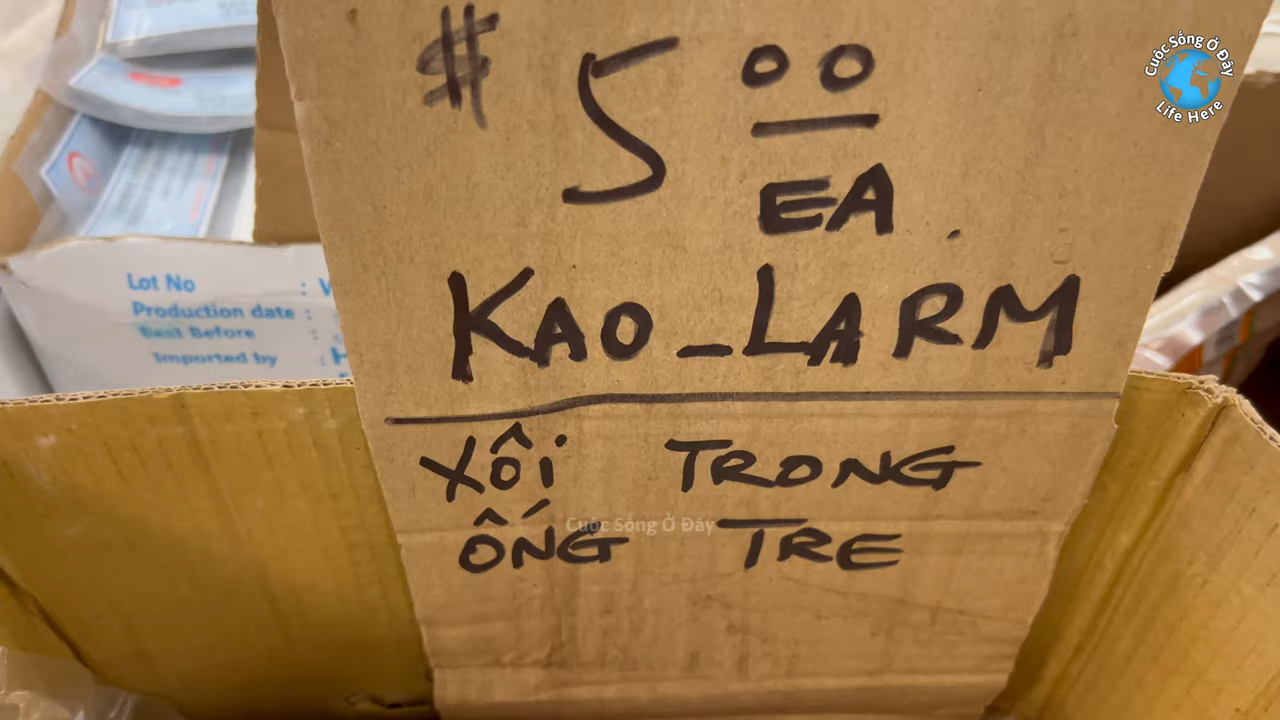 $ 5 00
EA.
KAO_LARM
XÔi TRONG
ỐNG TRE
Cuộc Sống Ở Đây
Cuộc Sống Ở Đây
Life Here
Lot No :
Production date :
Best Before :
Imported by :